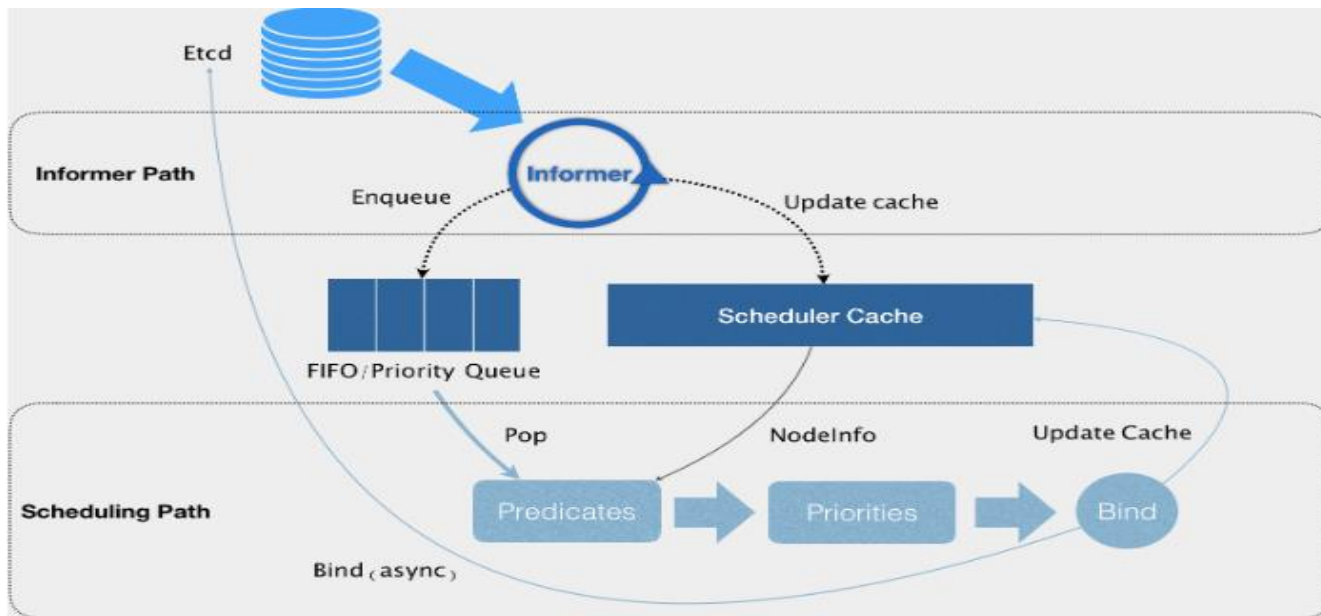 Etcd
Informer Path
Informer
Enqueue
Update cache
Scheduler Cache
FIFO/Priority Queue
Pop
NodeInfo
Update Cache
Scheduling Path
Predicates
Priorities
Bind
Bind (async)